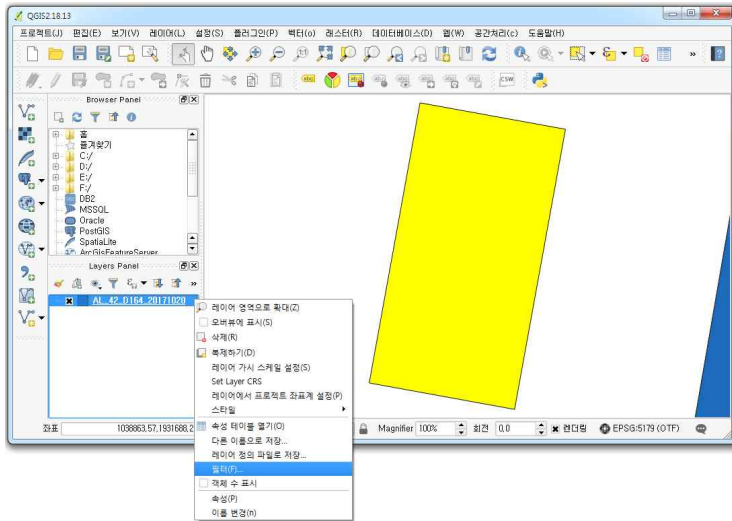 QGIS2.18.13
프로젝트(J) 편집(E) 보기(V) 레이어(L) 설정(S) 플러그인(P) 벡터(o) 래스터(R) 데이터베이스(D) 웹(W) 공간처리(c) 도움말(H)
Browser Panel
홈
즐겨찾기
C:/
D:/
E:/
F:/
DB2
MSSQL
Oracle
PostGIS
SpatiaLite
ArcGisFeatureServer
Layers Panel
AL_42_D164_20171020
레이어 영역으로 확대(Z)
오버뷰에 표시(S)
삭제(R)
복제하기(D)
레이어 가시 스케일 설정(S)
Set Layer CRS
레이어에서 프로젝트 좌표계 설정(P)
스타일
속성 테이블 열기(O)
다른 이름으로 저장...
레이어 정의 파일로 저장...
필터(F)...
객체 수 표시
속성(P)
이름 변경(n)
좌표 1038863,57,1931688,2 Magnifier 100% 회전 0,0 렌더링 EPSG:5179 (OTF)